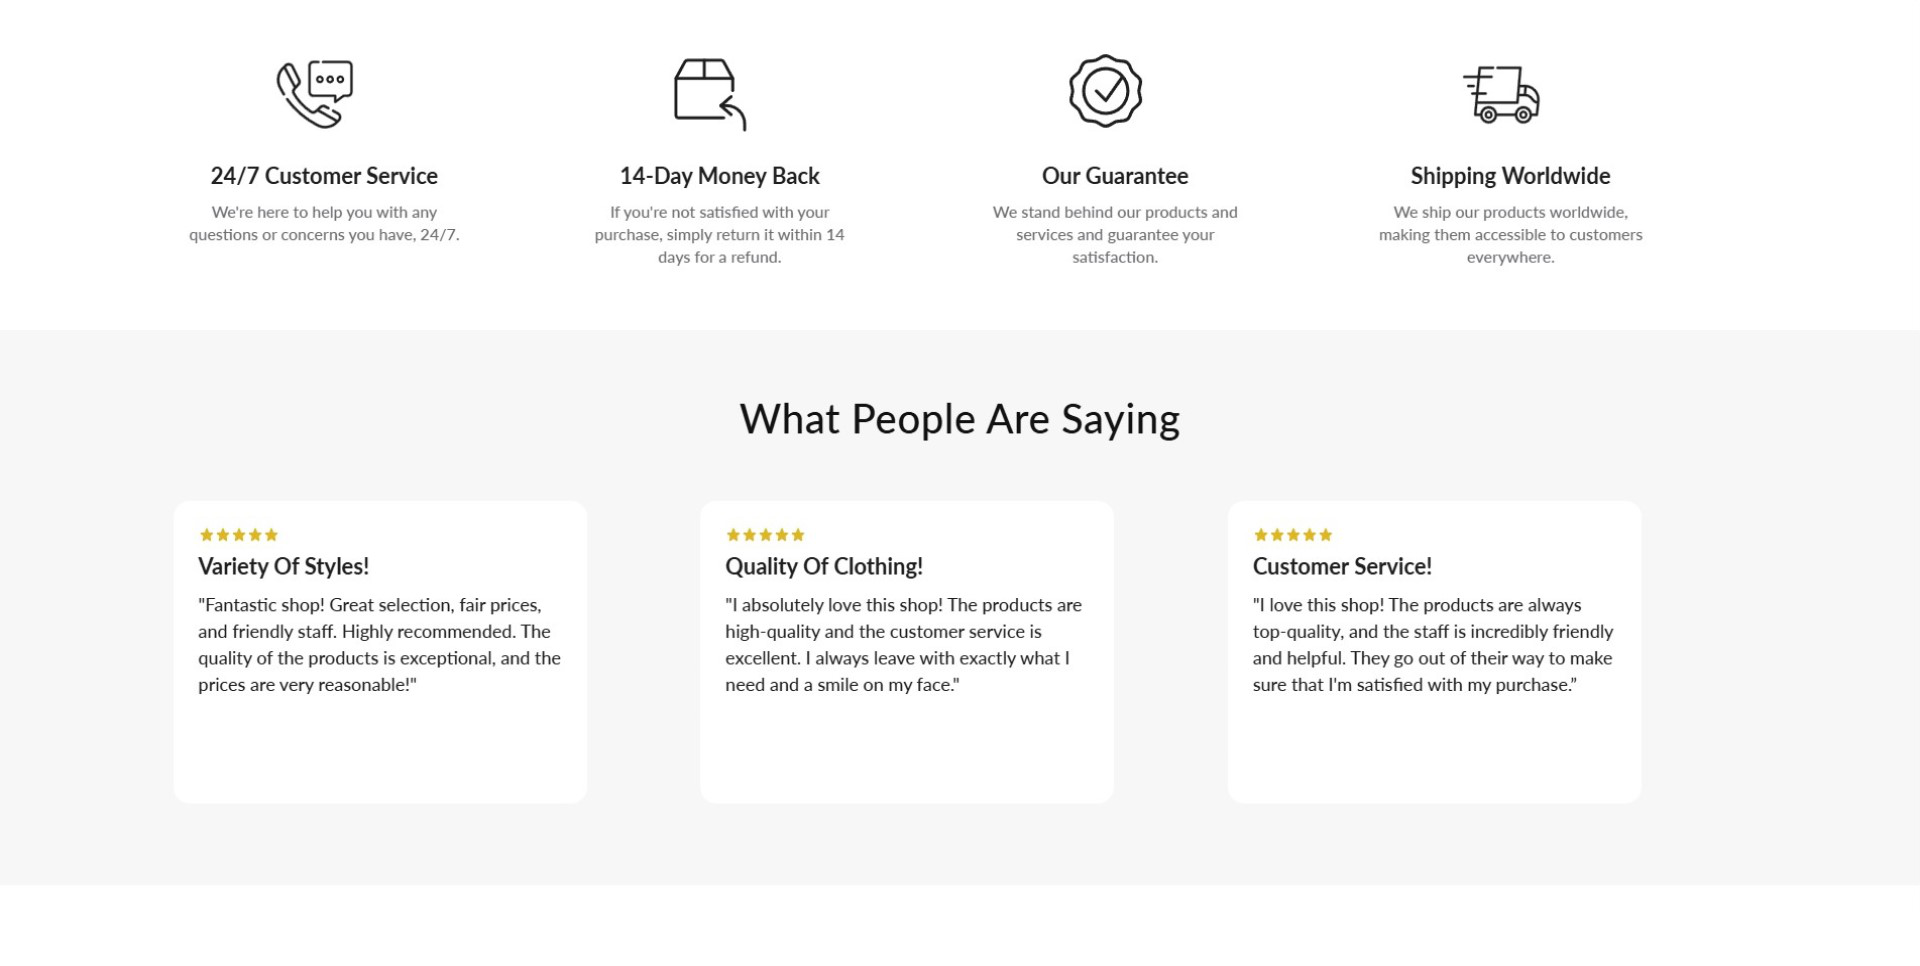 24/7 Customer Service
We're here to help you with any
questions or concerns you have, 24/7.
14-Day Money Back
If you're not satisfied with your
purchase, simply return it within 14
days for a refund.
Our Guarantee
We stand behind our products and
services and guarantee your
satisfaction.
Shipping Worldwide
We ship our products worldwide,
making them accessible to customers
everywhere.
What People Are Saying
Variety Of Styles!
"Fantastic shop! Great selection, fair prices,
and friendly staff. Highly recommended. The
quality of the products is exceptional, and the
prices are very reasonable!"
Quality Of Clothing!
"I absolutely love this shop! The products are
high-quality and the customer service is
excellent. I always leave with exactly what I
need and a smile on my face."
Customer Service!
"I love this shop! The products are always
top-quality, and the staff is incredibly friendly
and helpful. They go out of their way to make
sure that I'm satisfied with my purchase.”